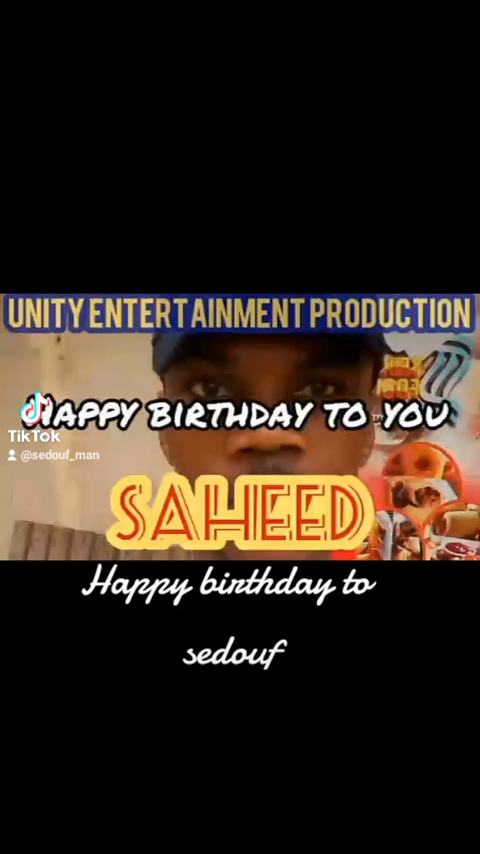 UNITY ENTERTAINMENT PRODUCTION
HAPPY BIRTHDAY TO YOU
TikTok
@sedouf_man
SAHEED
Happy birthday to
sedouf